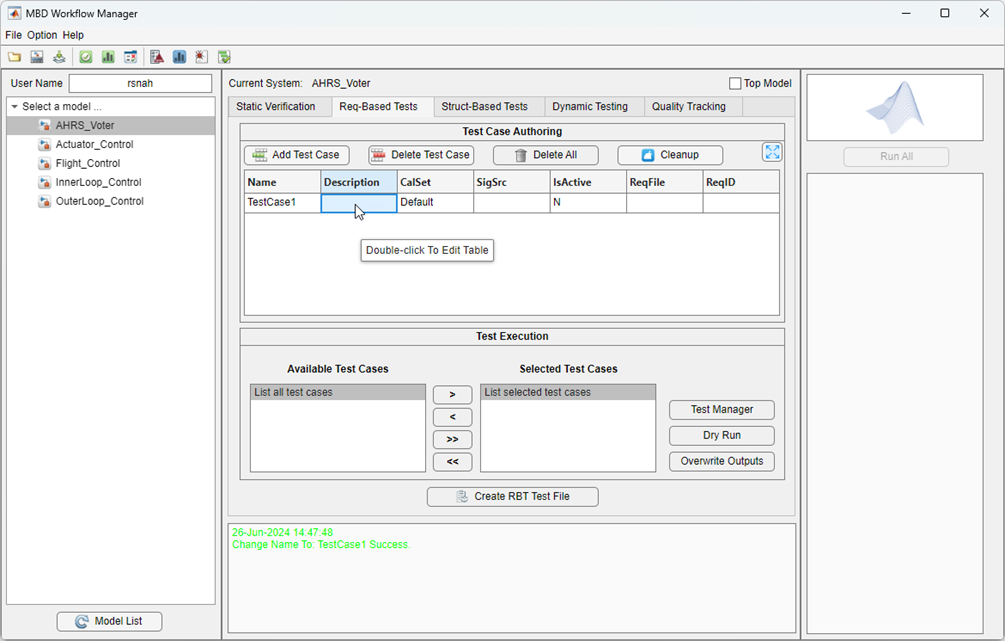 MBD Workflow Manager
File Option Help
User Name rsnah
Select a model ...
AHRS_Voter
Actuator_Control
Flight_Control
InnerLoop_Control
OuterLoop_Control
Model List
Current System: AHRS_Voter
Top Model
Static Verification Req-Based Tests Struct-Based Tests Dynamic Testing Quality Tracking
Test Case Authoring
Add Test Case Delete Test Case Delete All Cleanup
Name Description CalSet SigSrc IsActive ReqFile ReqID
TestCase1 Default N
Double-click To Edit Table
Test Execution
Available Test Cases Selected Test Cases
List all test cases > List selected test cases
<
>>
<<
Test Manager
Dry Run
Overwrite Outputs
Create RBT Test File
26-Jun-2024 14:47:48
Change Name To: TestCase1 Success.
Run All